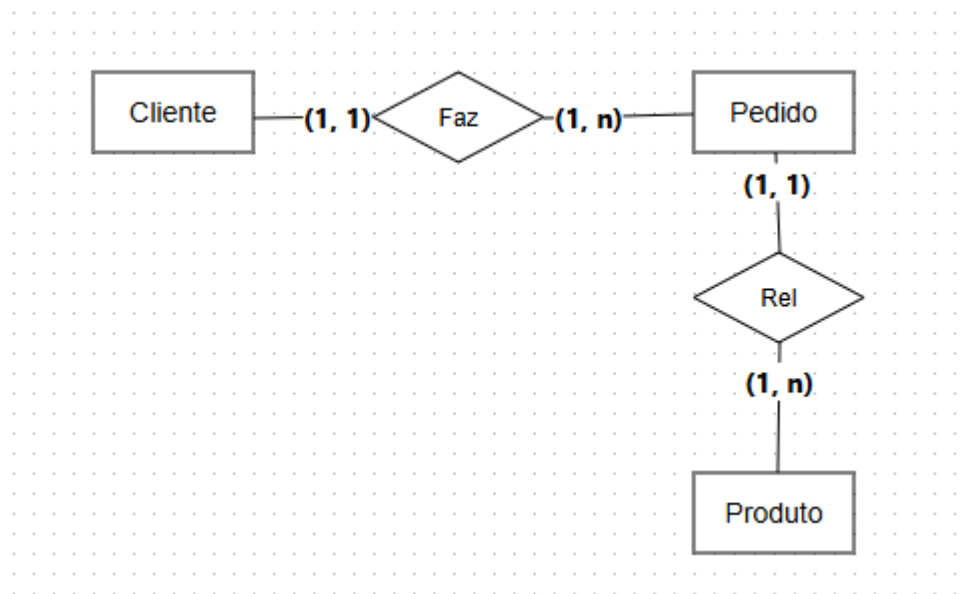 Cliente
(1, 1)
Faz
(1, n)
Pedido
(1, 1)
Rel
(1, n)
Produto